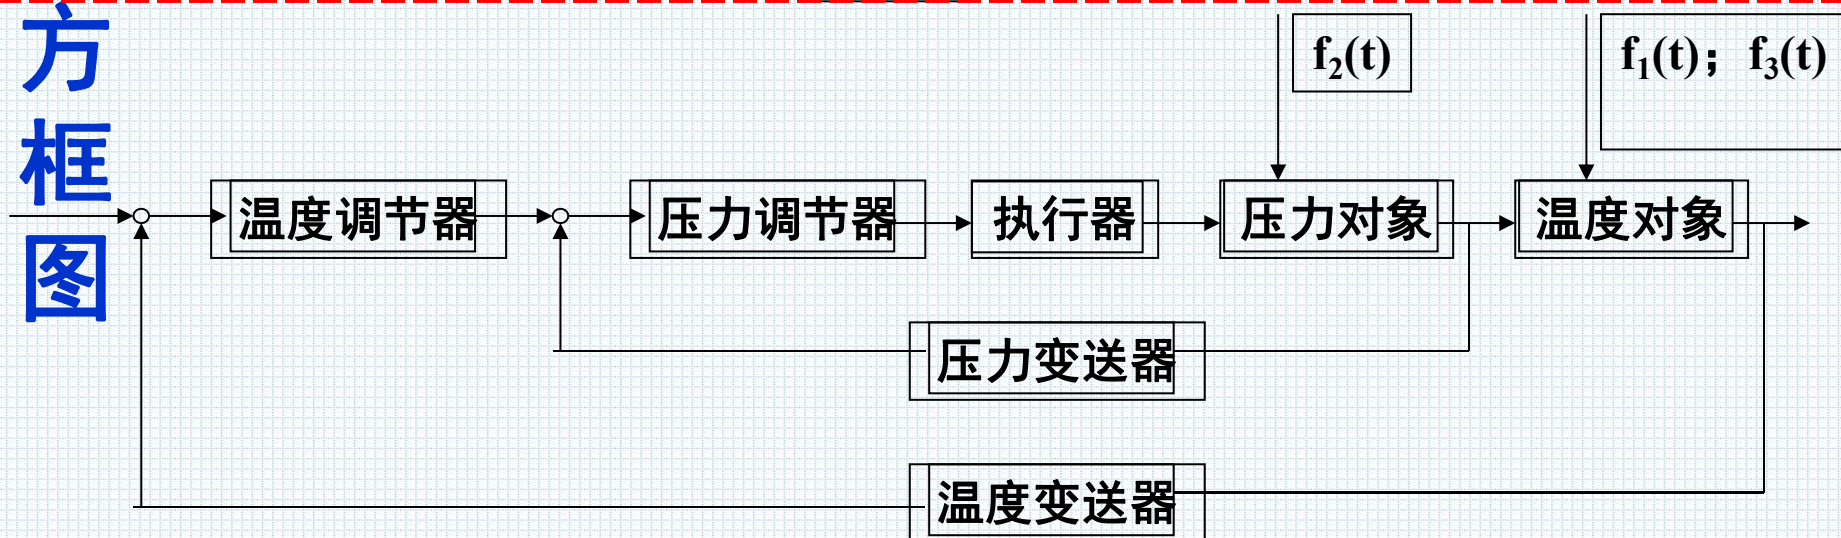 方框图
f₂(t)
f₁(t)；f₃(t)
温度调节器
压力调节器
执行器
压力对象
温度对象
压力变送器
温度变送器